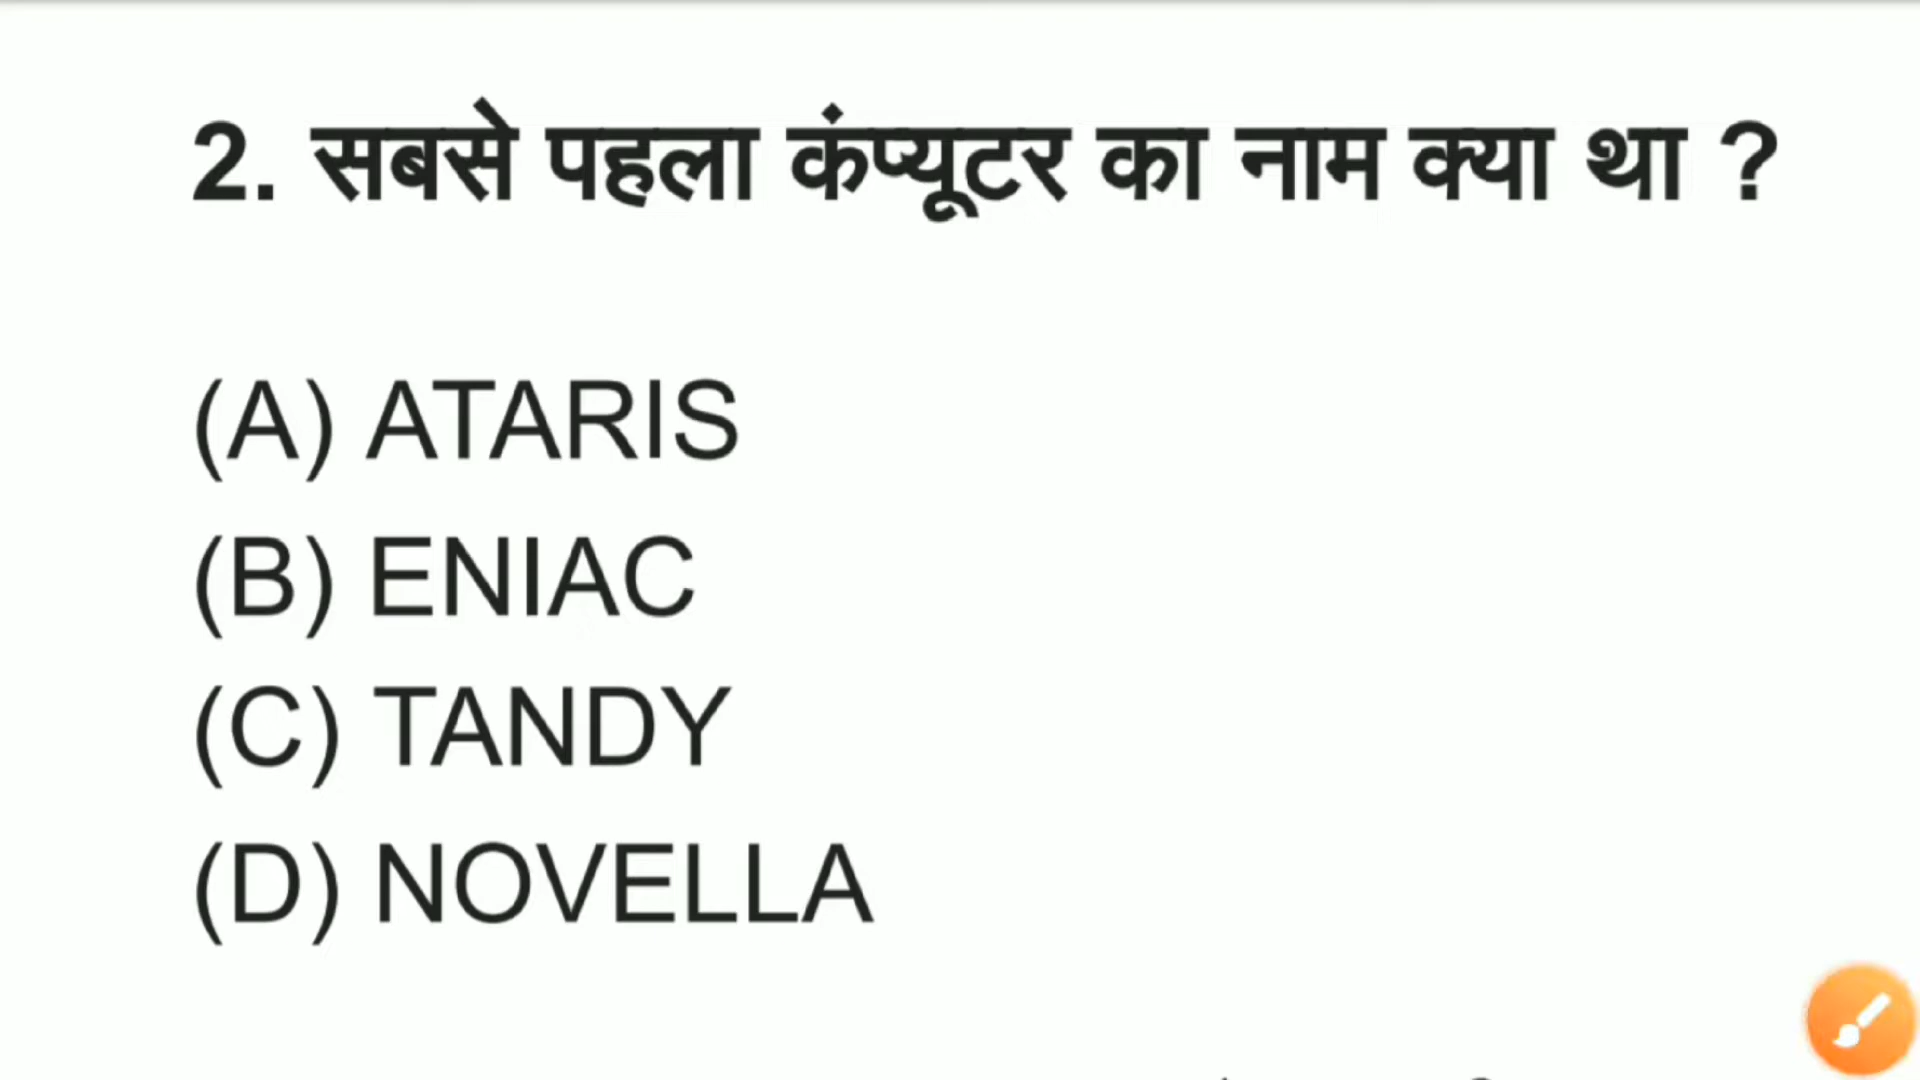 2. सबसे पहला कंप्यूटर का नाम क्या था ?
(A) ATARIS
(B) ENIAC
(C) TANDY
(D) NOVELLA